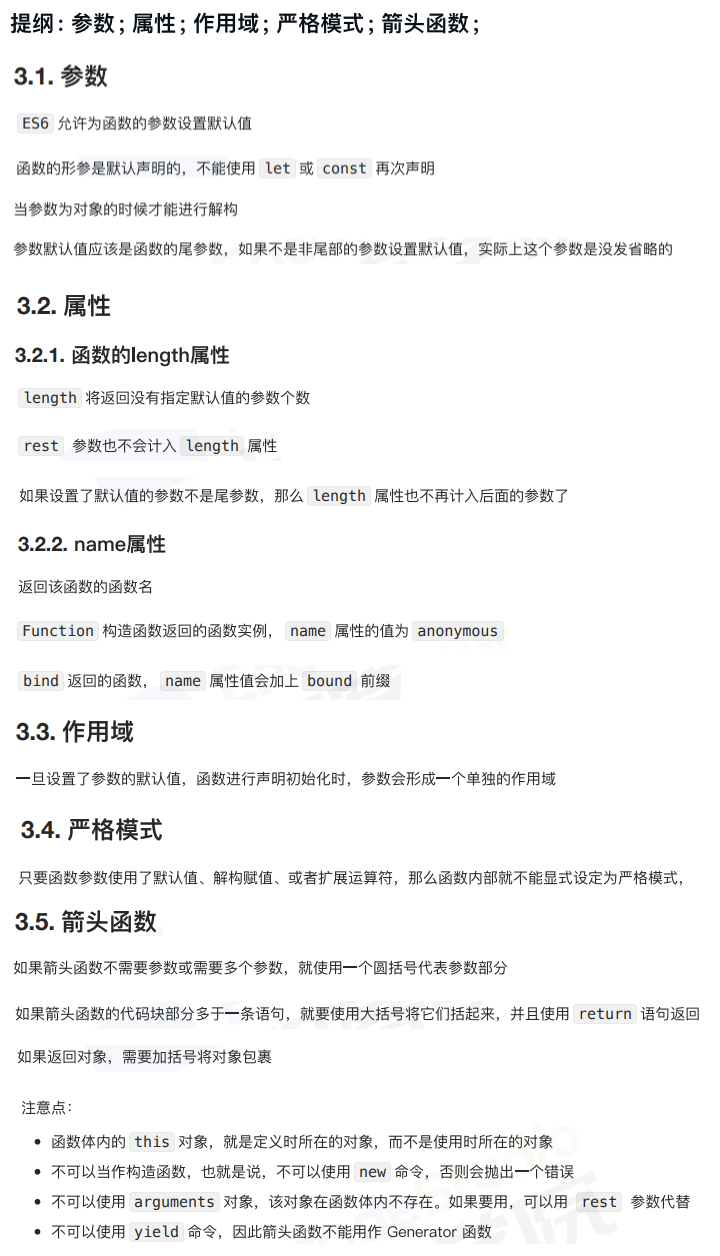 提纲：参数；属性；作用域；严格模式；箭头函数；
3.1. 参数
ES6 允许为函数的参数设置默认值
函数的形参是默认声明的，不能使用 let 或 const 再次声明
当参数为对象的时候才能进行解构
参数默认值应该是函数的尾参数，如果不是非尾部的参数设置默认值，实际上这个参数是没发省略的
3.2. 属性
3.2.1. 函数的length属性
length 将返回没有指定默认值的参数个数
rest 参数也不会计入 length 属性
如果设置了默认值的参数不是尾参数，那么 length 属性也不再计入后面的参数了
3.2.2. name属性
返回该函数的函数名
Function 构造函数返回的函数实例， name 属性的值为 anonymous
bind 返回的函数， name 属性值会加上 bound 前缀
3.3. 作用域
一旦设置了参数的默认值，函数进行声明初始化时，参数会形成一个单独的作用域
3.4. 严格模式
只要函数参数使用了默认值、解构赋值、或者扩展运算符，那么函数内部就不能显式设定为严格模式，
3.5. 箭头函数
如果箭头函数不需要参数或需要多个参数，就使用一个圆括号代表参数部分
如果箭头函数的代码块部分多于一条语句，就要使用大括号将它们括起来，并且使用 return 语句返回
如果返回对象，需要加括号将对象包裹
注意点：
• 函数体内的 this 对象，就是定义时所在的对象，而不是使用时所在的对象
• 不可以当作构造函数，也就是说，不可以使用 new 命令，否则会抛出一个错误
• 不可以使用 arguments 对象，该对象在函数体内不存在。如果要用，可以用 rest 参数代替
• 不可以使用 yield 命令，因此箭头函数不能用作 Generator 函数